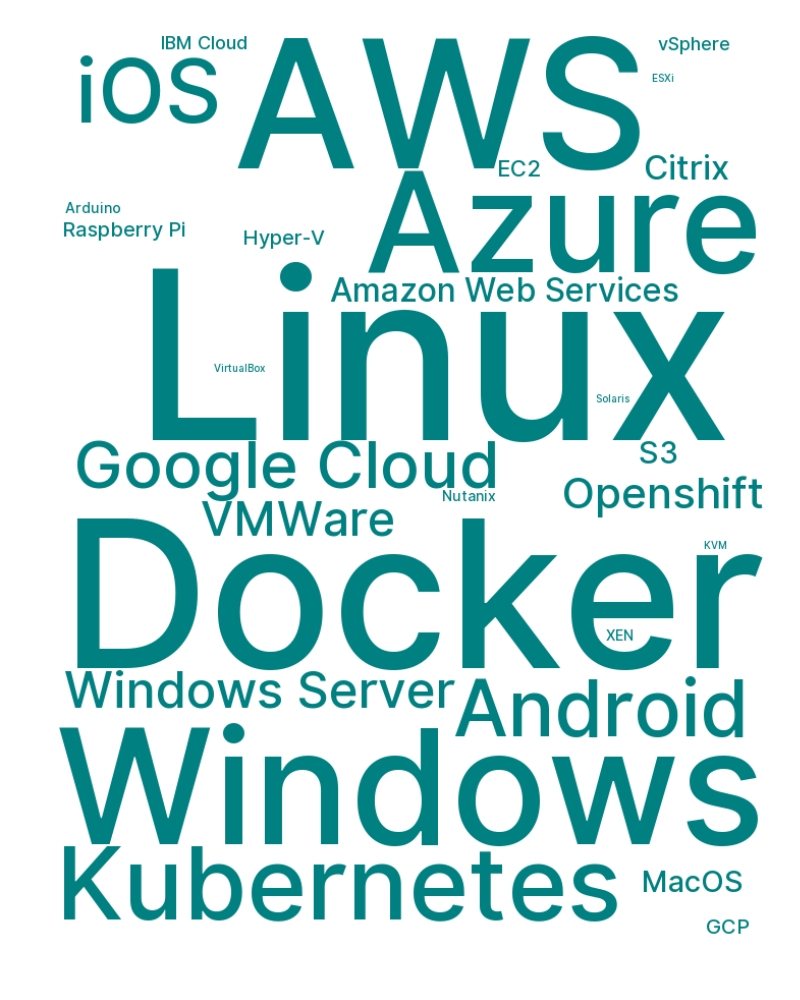 IBM Cloud
vSphere
iOS
AWS
ESXi
EC2
Citrix
Azure
Arduino
Raspberry Pi
Hyper-V
Amazon Web Services
Linux
VirtualBox
Solaris
Google Cloud
S3
Nutanix
Openshift
VMWare
Docker
KVM
XEN
Windows Server
Android
Windows
Kubernetes
MacOS
GCP